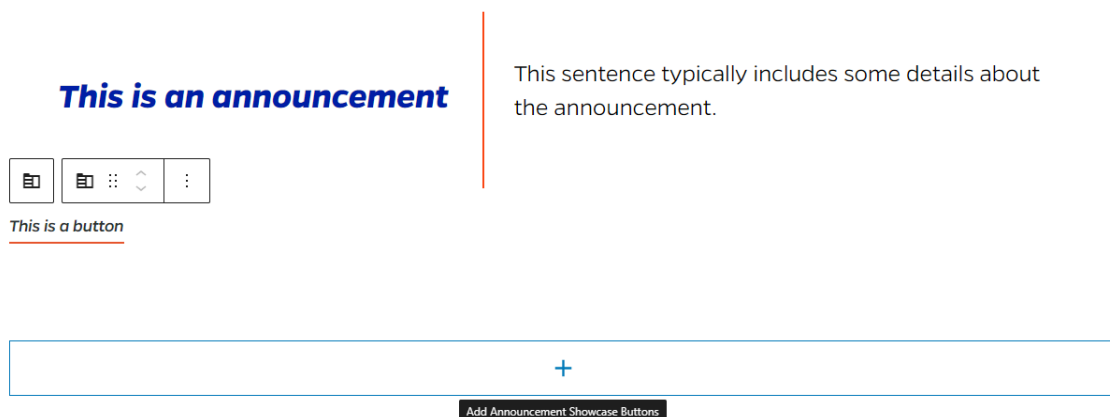 This is an announcement
This sentence typically includes some details about
the announcement.
This is a button
Add Announcement Showcase Buttons